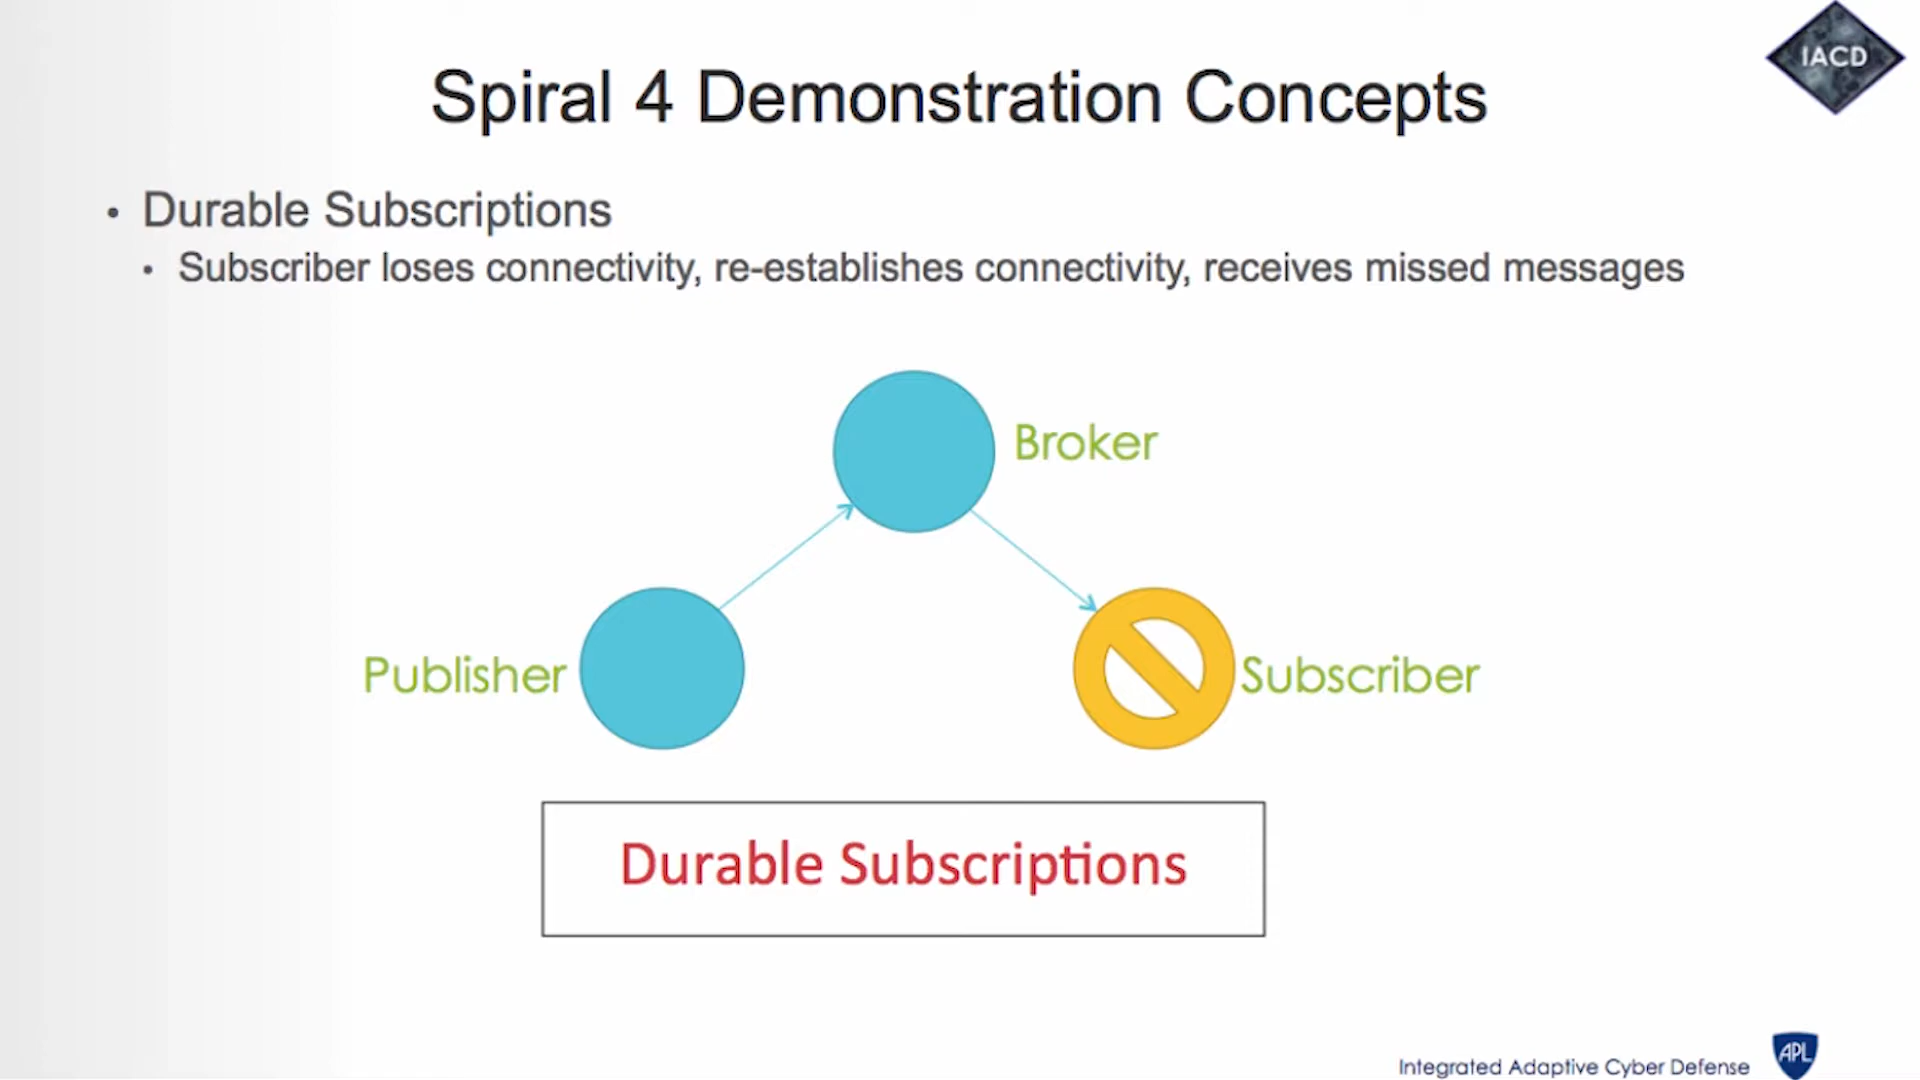 IACD
Spiral 4 Demonstration Concepts
• Durable Subscriptions
• Subscriber loses connectivity, re-establishes connectivity, receives missed messages
Broker
Publisher
Subscriber
Durable Subscriptions
Integrated Adaptive Cyber Defense
APL